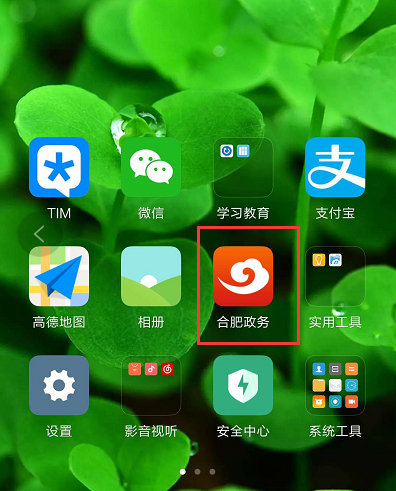 TIM
微信
学习教育
支
支付宝
高德地图
相册
合肥政务
实用工具
设置
影音视听
安全中心
系统工具